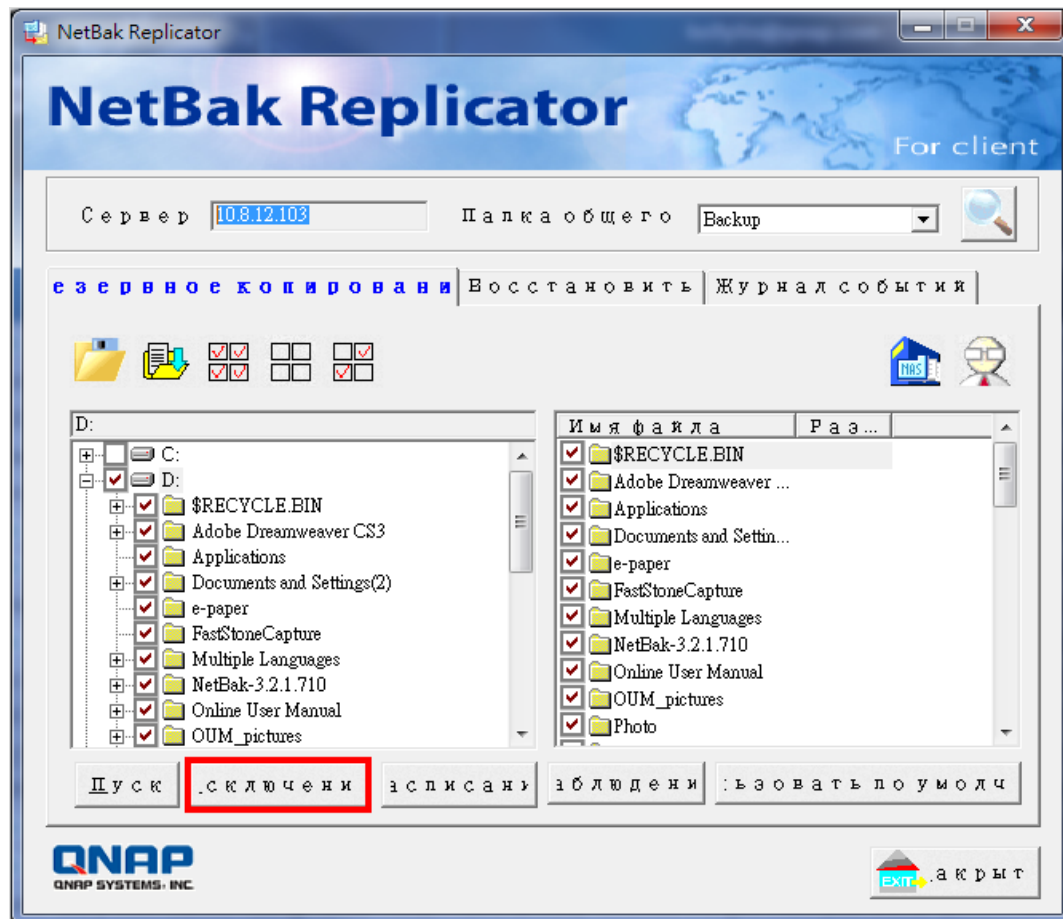 NetBak Replicator
NetBak Replicator
For client
Сервер 10.8.12.103 Папка общего Backup
езервное копировани Восстановить Журнал событий
NAS
D:
C:
D:
$RECYCLE.BIN
Adobe Dreamweaver CS3
Applications
Documents and Settings(2)
e-paper
FastStoneCapture
Multiple Languages
NetBak-3.2.1.710
Online User Manual
OUM_pictures
Имя файла Раз...
$RECYCLE.BIN
Adobe Dreamweaver ...
Applications
Documents and Settin...
e-paper
FastStoneCapture
Multiple Languages
NetBak-3.2.1.710
Online User Manual
OUM_pictures
Photo
Пуск сключени асписани аблюдени ьзовать по умолч
QNAP
QNAP SYSTEMS, INC.
EXIT акрыт